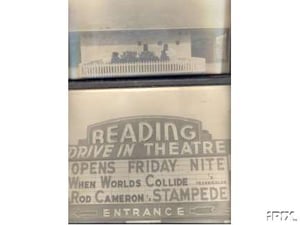 READING
DRIVE IN THEATRE
OPENS FRIDAY NITE
WHEN WORLDS COLLIDE
ROD CAMERON STAMPEDE
ENTRANCE